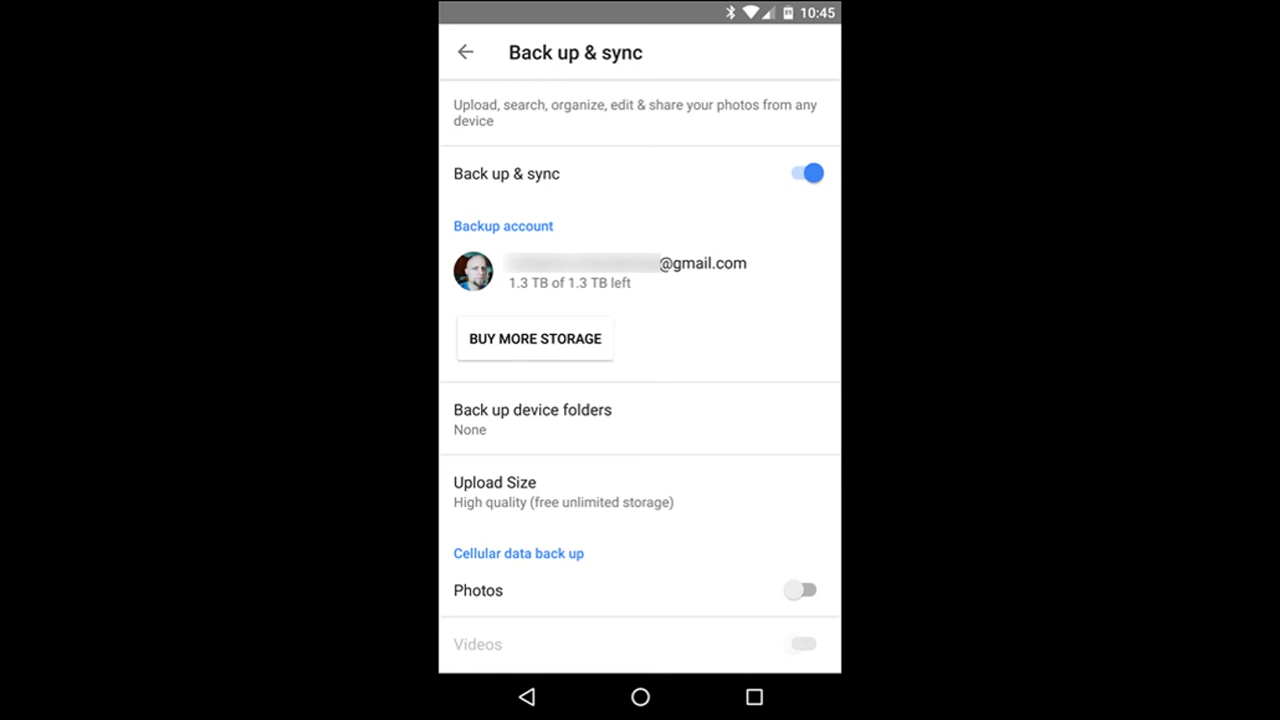 10:45
Back up & sync
Upload, search, organize, edit & share your photos from any
device
Back up & sync
Backup account
@gmail.com
1.3 TB of 1.3 TB left
BUY MORE STORAGE
Back up device folders
None
Upload Size
High quality (free unlimited storage)
Cellular data back up
Photos
Videos